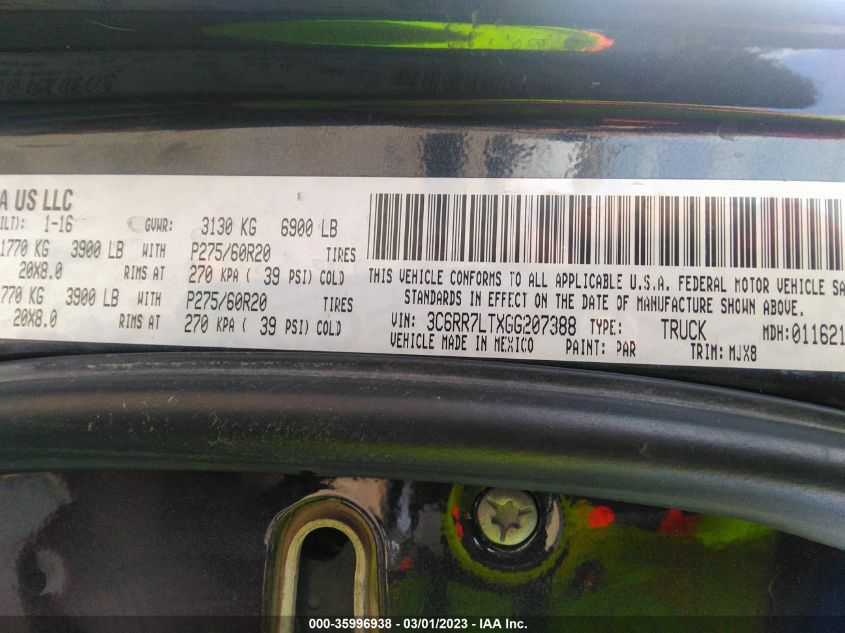 A US LLC
ILT): 1-16 GVWR: 3130 KG 6900 LB
1770 KG 3900 LB WITH P275/60R20 TIRES
20X8.0 RIMS AT 270 KPA ( 39 PSI) COLD
770 KG 3900 LB WITH P275/60R20 TIRES
20X8.0 RIMS AT 270 KPA ( 39 PSI) COLD
THIS VEHICLE CONFORMS TO ALL APPLICABLE U.S.A. FEDERAL MOTOR VEHICLE SA
STANDARDS IN EFFECT ON THE DATE OF MANUFACTURE SHOWN ABOVE.
VIN: 3C6RR7LTXGG207388 TYPE: TRUCK MDH:011621
VEHICLE MADE IN MEXICO PAINT: PAR TRIM: MJX8
000-35996938 - 03/01/2023 - IAA Inc.